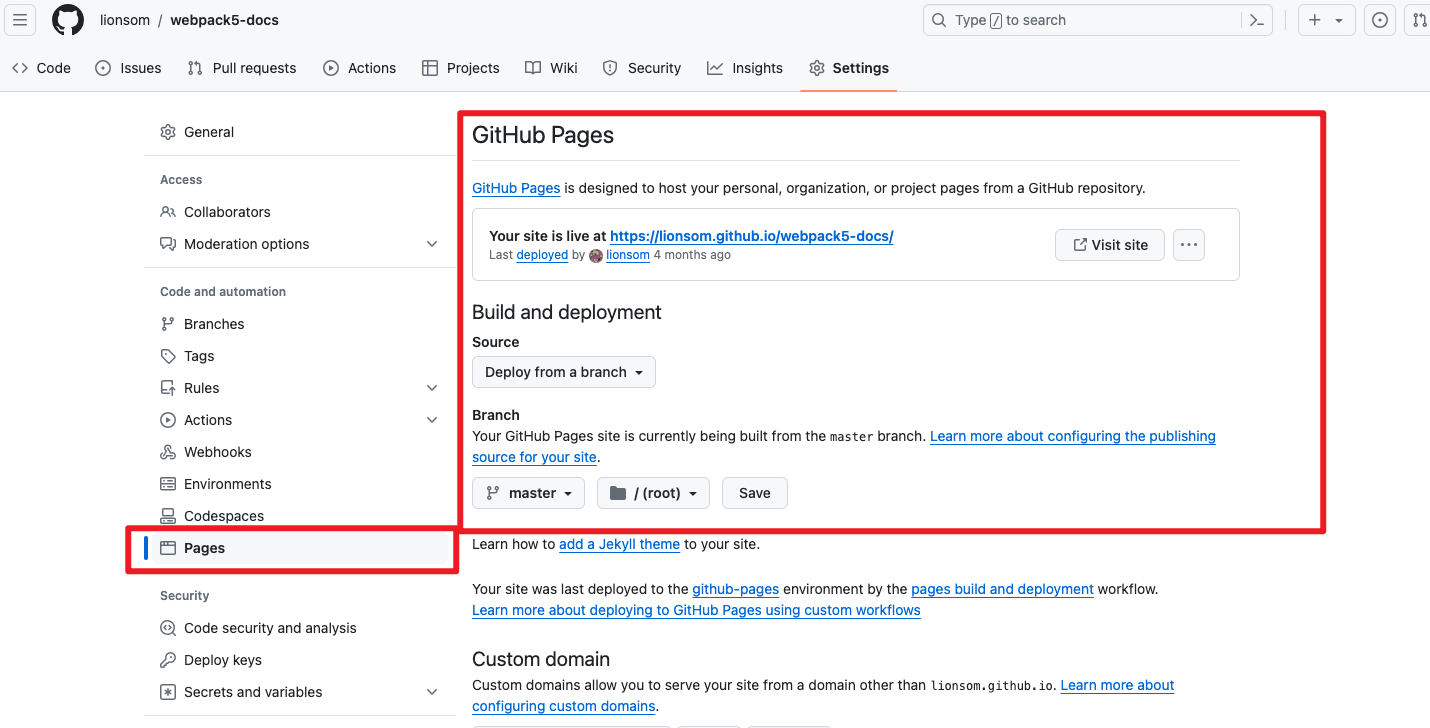 lionsom / webpack5-docs
Type / to search
Code
Issues
Pull requests
Actions
Projects
Wiki
Security
Insights
Settings
General
Access
Collaborators
Moderation options
Code and automation
Branches
Tags
Rules
Actions
Webhooks
Environments
Codespaces
Pages
Security
Code security and analysis
Deploy keys
Secrets and variables
GitHub Pages
GitHub Pages is designed to host your personal, organization, or project pages from a GitHub repository.
Your site is live at https://lionsom.github.io/webpack5-docs/
Last deployed by lionsom 4 months ago
Visit site
Build and deployment
Source
Deploy from a branch
Branch
Your GitHub Pages site is currently being built from the master branch. Learn more about configuring the publishing
source for your site.
master
/ (root)
Save
Learn how to add a Jekyll theme to your site.
Your site was last deployed to the github-pages environment by the pages build and deployment workflow.
Learn more about deploying to GitHub Pages using custom workflows
Custom domain
Custom domains allow you to serve your site from a domain other than lionsom.github.io. Learn more about
configuring custom domains.